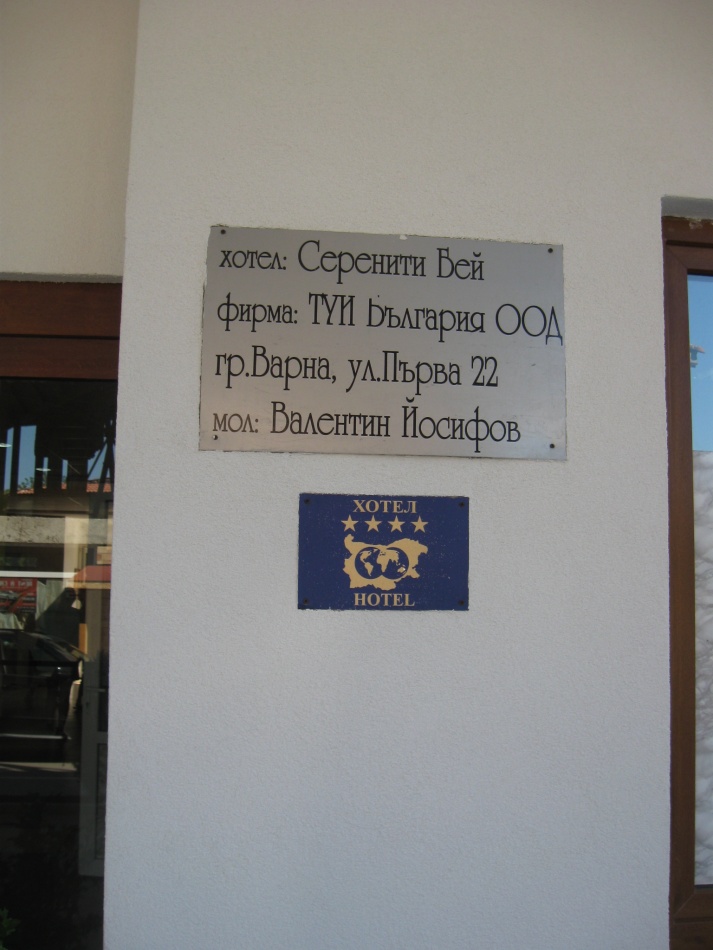 хотел: Серенити Бей
фирма: ТУИ България ООД
гр.Варна, ул.Първа 22
мол: Валентин Йосифов
ХОТЕЛ
HOTEL